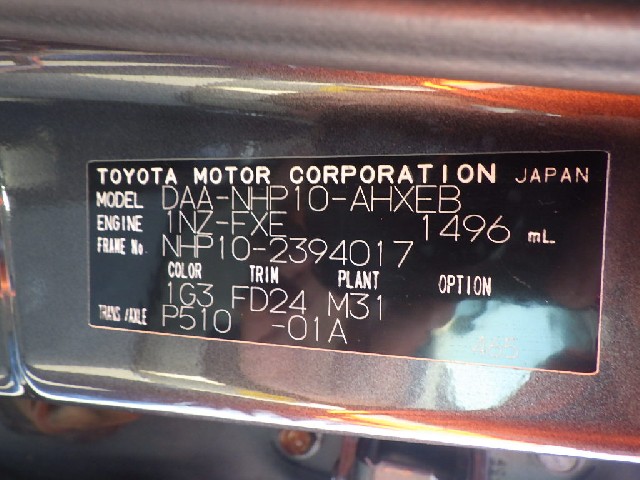 TOYOTA MOTOR CORPORATION JAPAN
MODEL DAA-NHP10-AHXEB
ENGINE 1NZ-FXE 1496 mL
FRAME No. NHP10-2394017
COLOR TRIM PLANT OPTION
1G3 FD24 M31
TRANS/AXLE P510 -01A